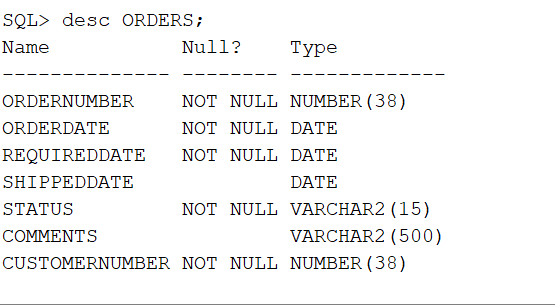 SQL> desc ORDERS;
Name           Null?    Type
-------------- -------- -------------
ORDERNUMBER    NOT NULL NUMBER(38)
ORDERDATE      NOT NULL DATE
REQUIREDDATE   NOT NULL DATE
SHIPPEDDATE             DATE
STATUS         NOT NULL VARCHAR2(15)
COMMENTS                VARCHAR2(500)
CUSTOMERNUMBER NOT NULL NUMBER(38)